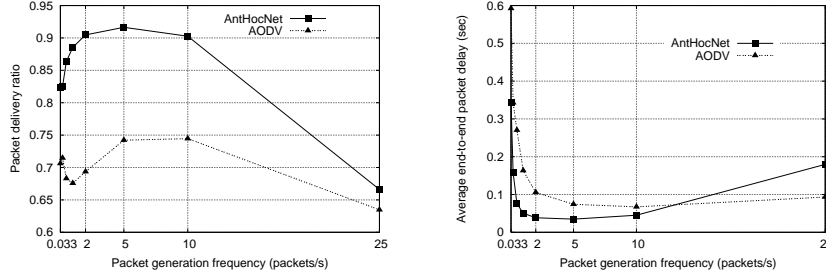 0.95
0.9
0.85
0.8
0.75
0.7
0.65
0.6
Packet delivery ratio
AntHocNet
AODV
0.033 2 5 10 25
Packet generation frequency (packets/s)
0.6
0.5
0.4
0.3
0.2
0.1
0
Average end-to-end packet delay (sec)
AntHocNet
AODV
0.033 2 5 10 2
Packet generation frequency (packets/s)